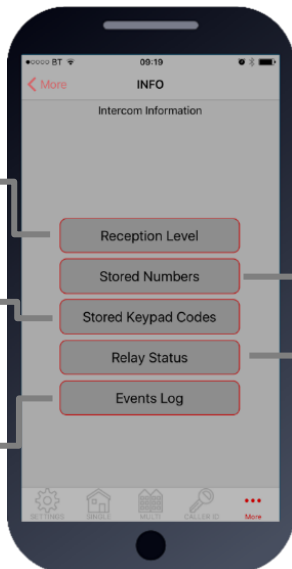 ●○○○○ BT 09:19
< More INFO
Intercom Information
Reception Level
Stored Numbers
Stored Keypad Codes
Relay Status
Events Log
SETTINGS SINGLE MULTI CALLER ID More